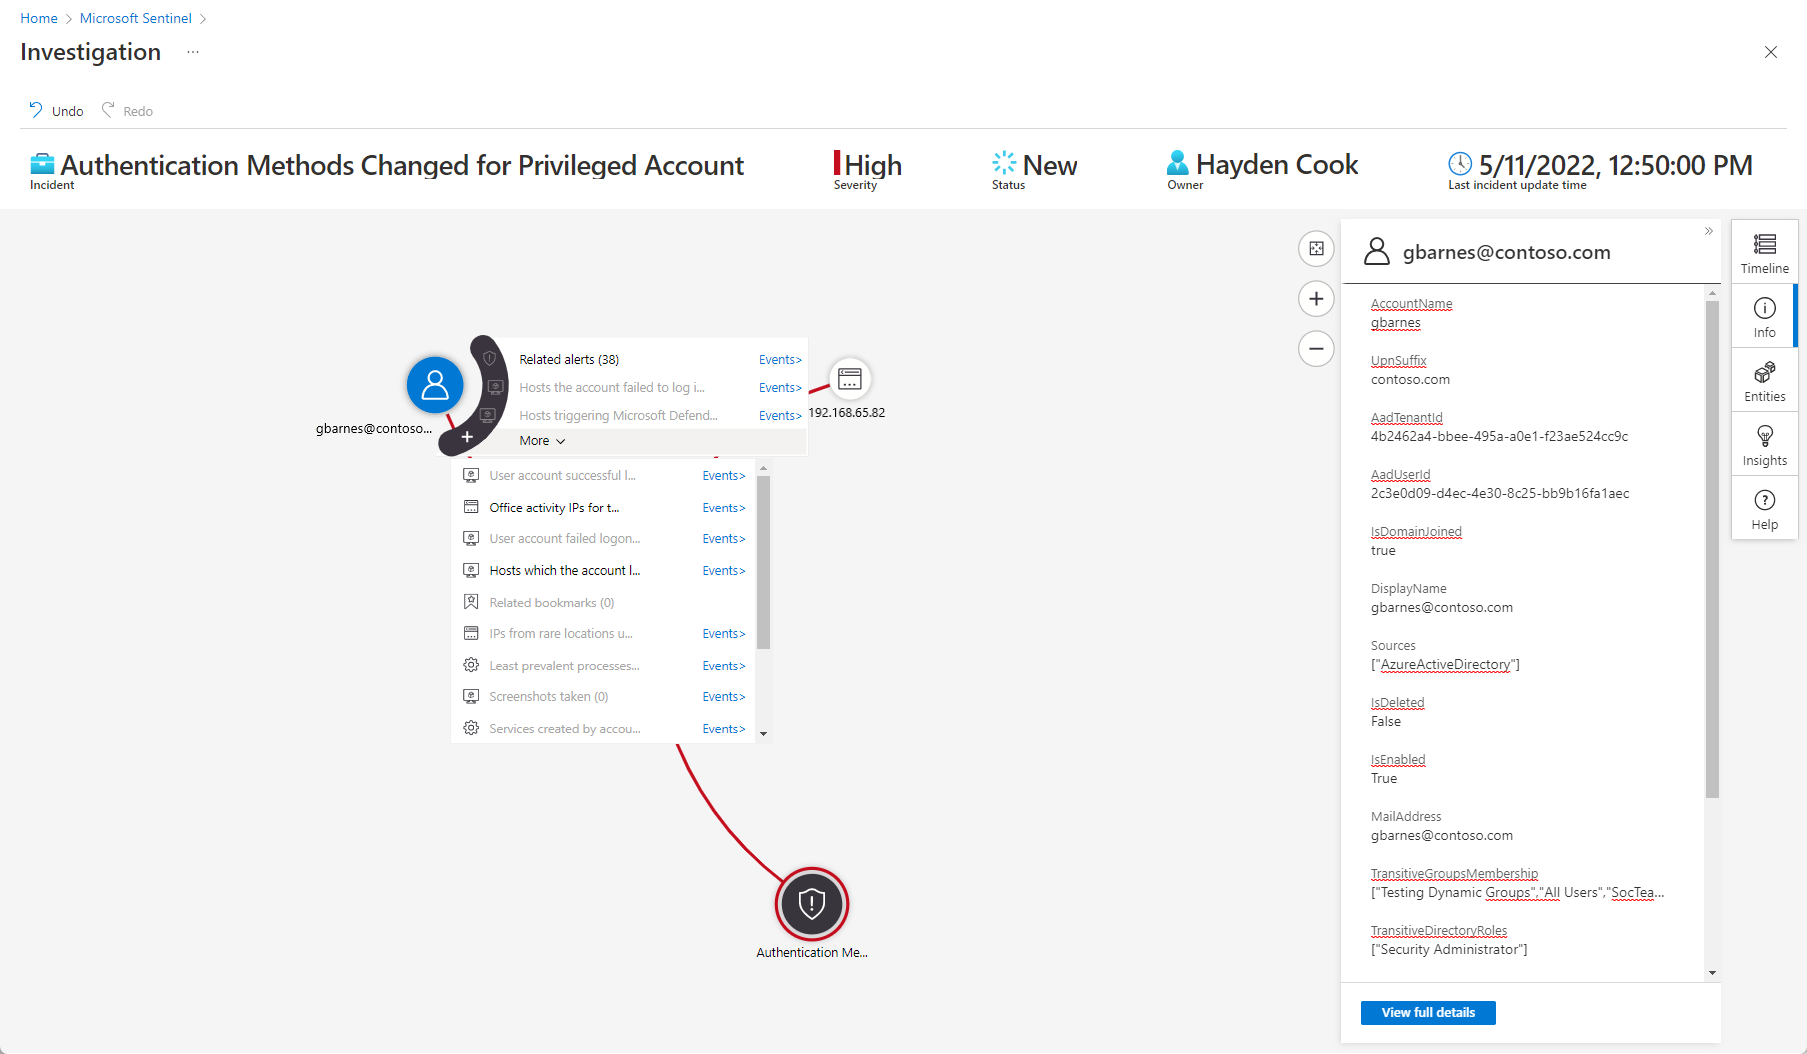 Home > Microsoft Sentinel >
Investigation ...
Undo Redo
Authentication Methods Changed for Privileged Account
Incident
High
Severity
New
Status
Hayden Cook
Owner
5/11/2022, 12:50:00 PM
Last incident update time
gbarnes@contoso...
Related alerts (38) Events>
Hosts the account failed to log i... Events>
Hosts triggering Microsoft Defend... Events>
More
192.168.65.82
User account successful l... Events>
Office activity IPs for t... Events>
User account failed logon... Events>
Hosts which the account l... Events>
Related bookmarks (0)
IPs from rare locations u... Events>
Least prevalent processes... Events>
Screenshots taken (0) Events>
Services created by accou... Events>
Authentication Me...
gbarnes@contoso.com
AccountName
gbarnes
UpnSuffix
contoso.com
AadTenantId
4b2462a4-bbee-495a-a0e1-f23ae524cc9c
AadUserId
2c3e0d09-d4ec-4e30-8c25-bb9b16fa1aec
IsDomainJoined
true
DisplayName
gbarnes@contoso.com
Sources
["AzureActiveDirectory"]
IsDeleted
False
IsEnabled
True
MailAddress
gbarnes@contoso.com
TransitiveGroupsMembership
["Testing Dynamic Groups","All Users","SocTea...
TransitiveDirectoryRoles
["Security Administrator"]
View full details
Timeline
Info
Entities
Insights
Help